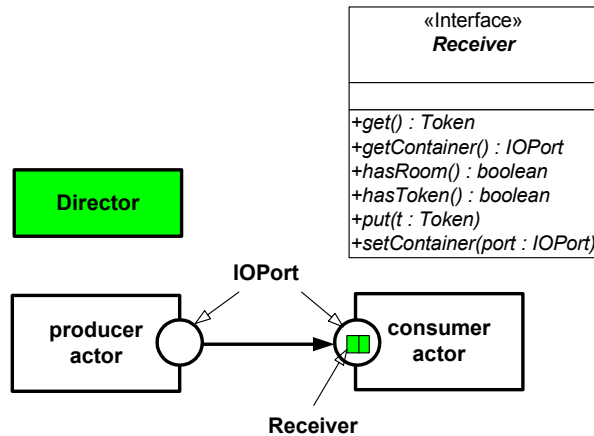 «Interface»
Receiver
+get() : Token
+getContainer() : IOPort
+hasRoom() : boolean
+hasToken() : boolean
+put(t : Token)
+setContainer(port : IOPort)
Director
IOPort
producer
actor
consumer
actor
Receiver